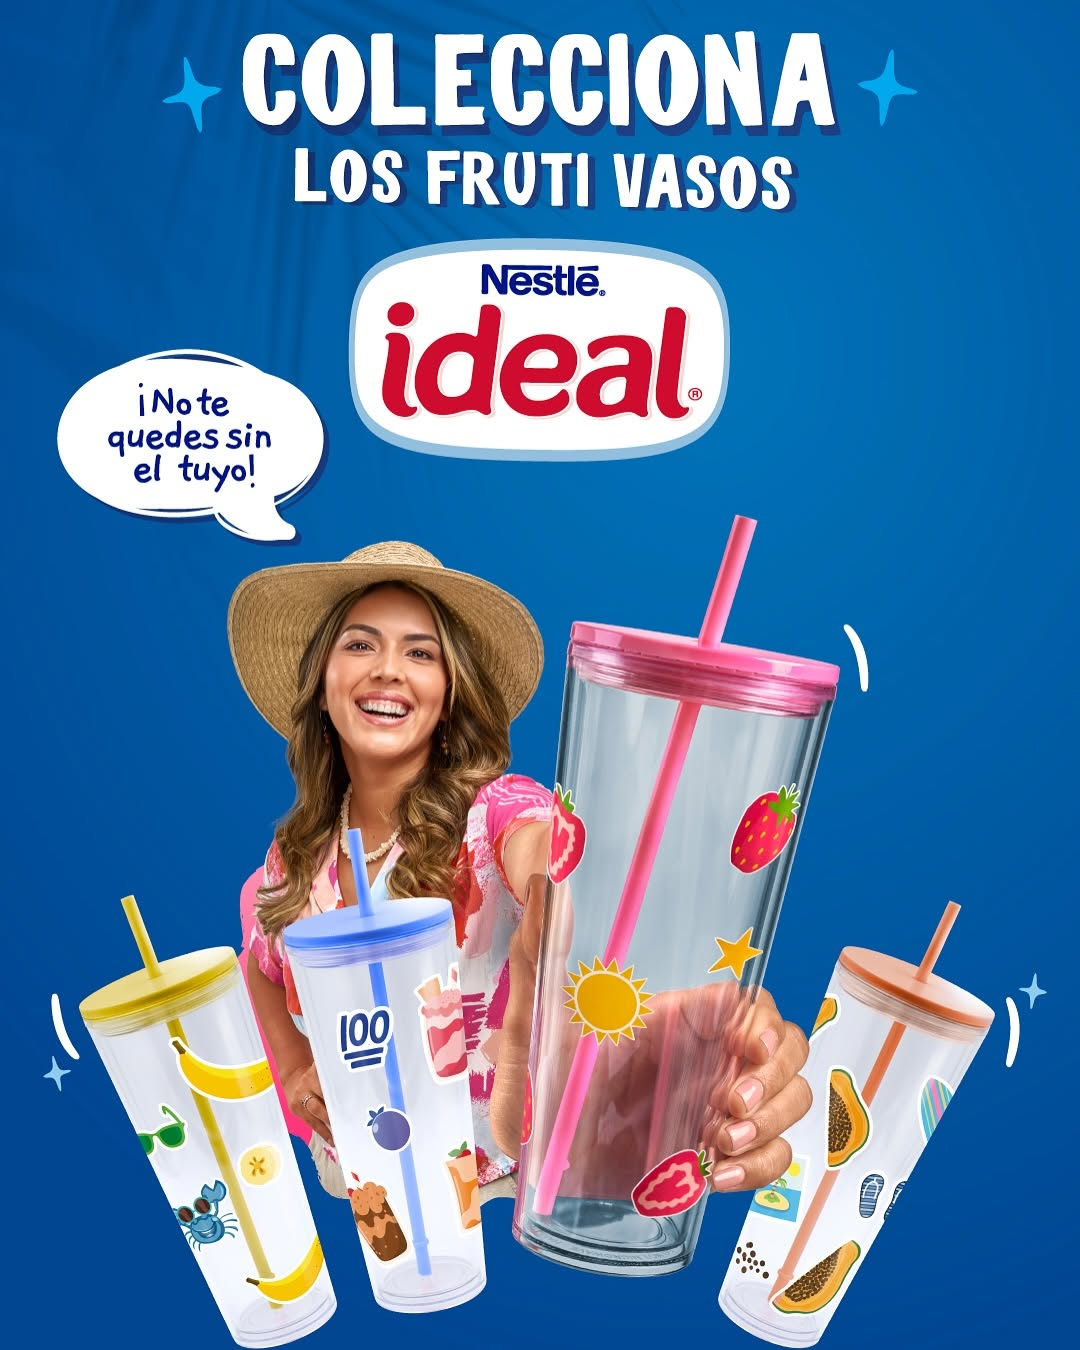 COLECCIONA
LOS FRUTI VASOS
Nestlé®
ideal®
¡No te
quedes sin
el tuyo!
100